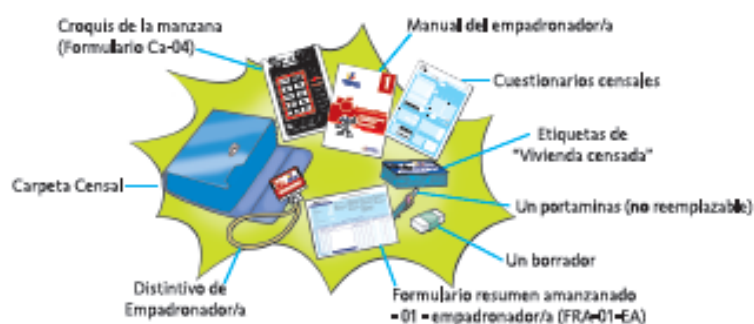 Croquis de la manzana
(Formulario Ca-04)
Manual del empadronador/a
Cuestionarios censales
Etiquetas de
"Vivienda censada"
Carpeta Censal
Un portaminas (no reemplazable)
Un borrador
Distintivo de
Empadronador/a
Formulario resumen amanzanado
-01 - empadronador/a (FRA-01-EA)